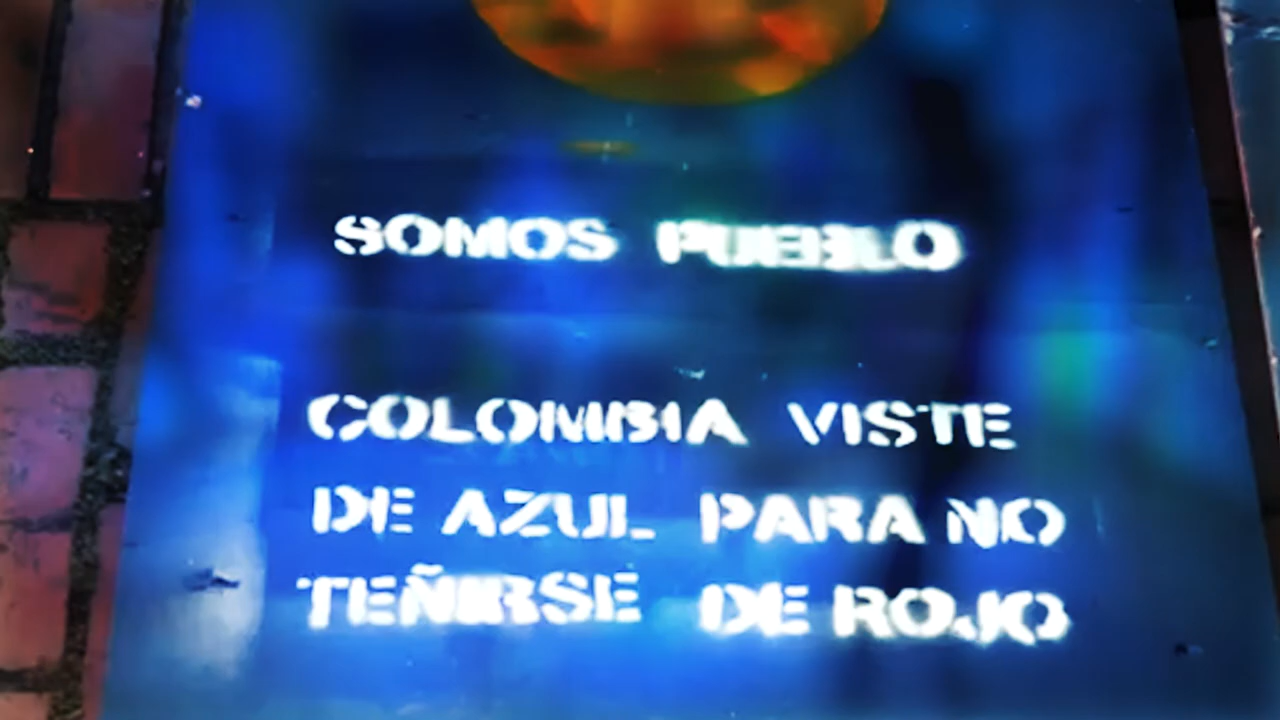 SOMOS PUEBLO
COLOMBIA VISTE
DE AZUL PARA NO
TEÑIRSE DE ROJO